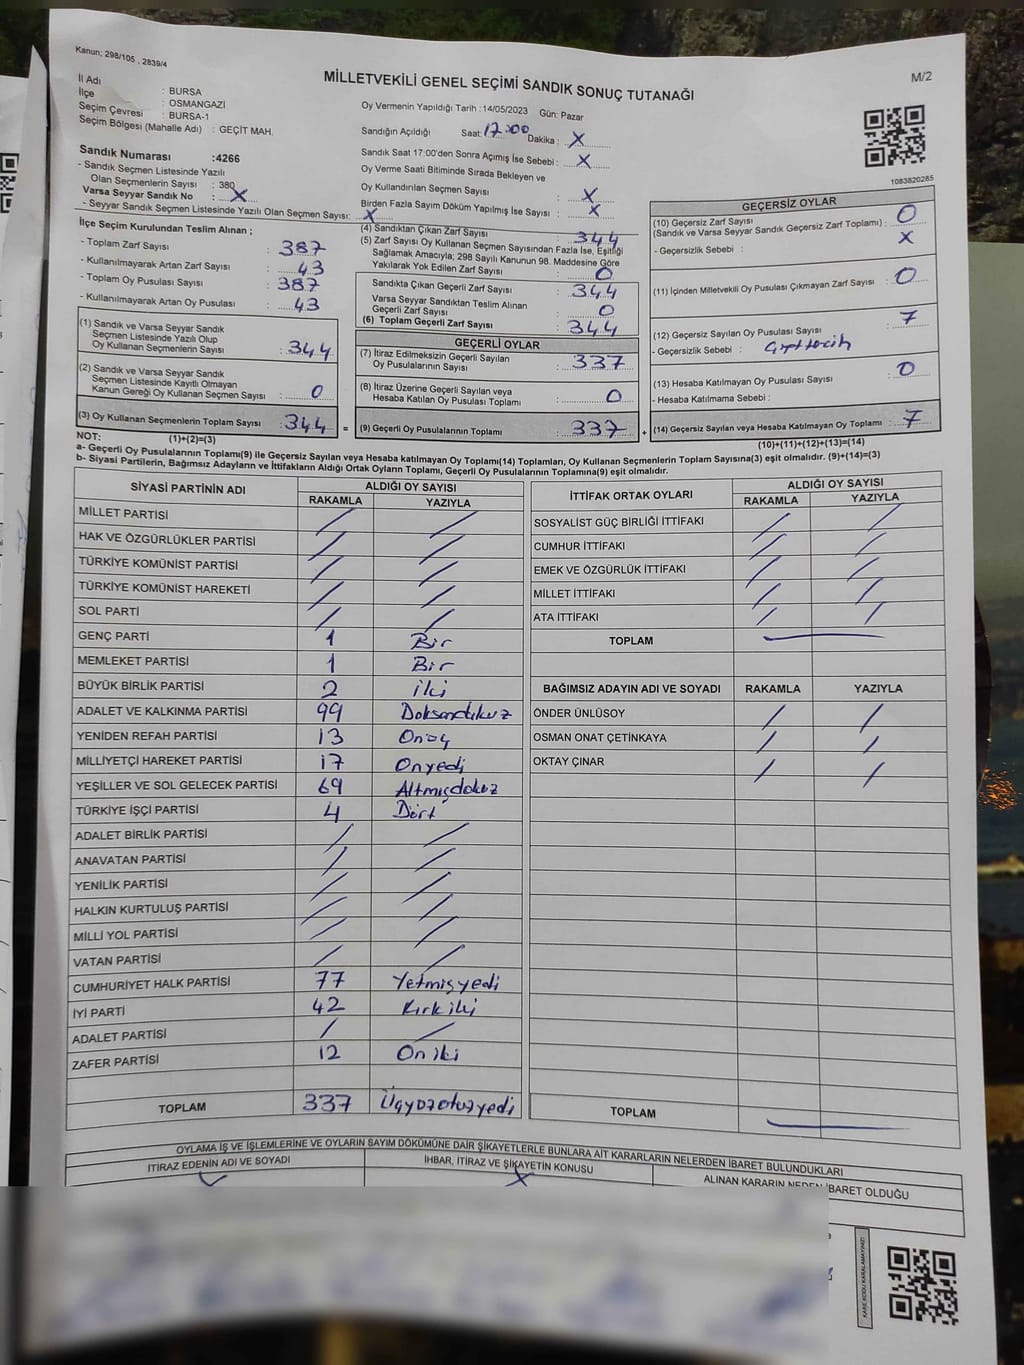 Kanun; 298/105 , 2839/4
MİLLETVEKİLİ GENEL SEÇİMİ SANDIK SONUÇ TUTANAĞI
M/2
İl Adı : BURSA
İlçe : OSMANGAZİ
Seçim Çevresi : BURSA-1
Seçim Bölgesi (Mahalle Adı) : GEÇİT MAH.
Oy Vermenin Yapıldığı Tarih : 14/05/2023 Gün: Pazar
Sandığın Açıldığı Saat 17:00 Dakika : X
Sandık Saat 17:00'den Sonra Açımış İse Sebebi : X
Oy Verme Saati Bitiminde Sırada Bekleyen ve
Oy Kullandırılan Seçmen Sayısı : X
Birden Fazla Sayım Döküm Yapılmış İse Sayısı : X
1083820285
Sandık Numarası :4266
- Sandık Seçmen Listesinde Yazılı
Olan Seçmenlerin Sayısı : 380
Varsa Seyyar Sandık No : X
- Seyyar Sandık Seçmen Listesinde Yazılı Olan Seçmen Sayısı: X
İlçe Seçim Kurulundan Teslim Alınan ;
- Toplam Zarf Sayısı : 387
- Kullanılmayarak Artan Zarf Sayısı : 43
- Toplam Oy Pusulası Sayısı : 387
- Kullanılmayarak Artan Oy Pusulası : 43
(1) Sandık ve Varsa Seyyar Sandık
Seçmen Listesinde Yazılı Olup
Oy Kullanan Seçmenlerin Sayısı : 344
(2) Sandık ve Varsa Seyyar Sandık
Seçmen Listesinde Kayıtlı Olmayan
Kanun Gereği Oy Kullanan Seçmen Sayısı : 0
(3) Oy Kullanan Seçmenlerin Toplam Sayısı : 344 =
(1)+(2)=(3)
(4) Sandıktan Çıkan Zarf Sayısı : 344
(5) Zarf Sayısı Oy Kullanan Seçmen Sayısından Fazla İse, Eşitliği
Sağlamak Amacıyla; 298 Sayılı Kanunun 98. Maddesine Göre
Yakılarak Yok Edilen Zarf Sayısı : 0
Sandıkta Çıkan Geçerli Zarf Sayısı : 344
Varsa Seyyar Sandıktan Teslim Alınan
Geçerli Zarf Sayısı : 0
(6) Toplam Geçerli Zarf Sayısı : 344
GEÇERLİ OYLAR
(7) İtiraz Edilmeksizin Geçerli Sayılan
Oy Pusulalarının Sayısı : 337
(8) İtiraz Üzerine Geçerli Sayılan veya
Hesaba Katılan Oy Pusulası Toplamı : 0
(9) Geçerli Oy Pusulalarının Toplamı : 337 +
GEÇERSİZ OYLAR
(10) Geçersiz Zarf Sayısı
(Sandık ve Varsa Seyyar Sandık Geçersiz Zarf Toplamı) : 0
- Geçersizlik Sebebi : X
(11) İçinden Milletvekili Oy Pusulası Çıkmayan Zarf Sayısı : 0
(12) Geçersiz Sayılan Oy Pusulası Sayısı : 7
- Geçersizlik Sebebi :
(13) Hesaba Katılmayan Oy Pusulası Sayısı : 0
- Hesaba Katılmama Sebebi :
(14) Geçersiz Sayılan veya Hesaba Katılmayan Oy Toplamı : 7
(10)+(11)+(12)+(13)=(14)
NOT:
a- Geçerli Oy Pusulasının Toplamı(9) ile Geçersiz Sayılan veya Hesaba Katılmayan Oy Toplamı(14) Toplamları, Oy Kullanan Seçmenlerin Toplam Sayısına(3) eşit olmalıdır. (9)+(14)=(3)
b- Siyasi Partilerin, Bağımsız Adayların ve İttifakların Aldığı Ortak Oyların Toplamı, Geçerli Oy Pusulalarının Toplamına(9) eşit olmalıdır.
SİYASİ PARTİNİN ADI ALDIĞI OY SAYISI
RAKAMLA YAZIYLA
MİLLET PARTİSİ / /
HAK VE ÖZGÜRLÜKLER PARTİSİ / /
TÜRKİYE KOMÜNİST PARTİSİ / /
TÜRKİYE KOMÜNİST HAREKETİ / /
SOL PARTİ / /
GENÇ PARTİ 1 Bir
MEMLEKET PARTİSİ 1 Bir
BÜYÜK BİRLİK PARTİSİ 2 iki
ADALET VE KALKINMA PARTİSİ 99 Doksandokuz
YENİDEN REFAH PARTİSİ 13 Onüç
MİLLİYETÇİ HAREKET PARTİSİ 17 Onyedi
YEŞİLLER VE SOL GELECEK PARTİSİ 69 Altmışdokuz
TÜRKİYE İŞÇİ PARTİSİ 4 Dört
ADALET BİRLİK PARTİSİ / /
ANAVATAN PARTİSİ / /
YENİLİK PARTİSİ / /
HALKIN KURTULUŞ PARTİSİ / /
MİLLİ YOL PARTİSİ / /
VATAN PARTİSİ / /
CUMHURİYET HALK PARTİSİ 77 Yetmişyedi
İYİ PARTİ 42 Kırkiki
ADALET PARTİSİ / /
ZAFER PARTİSİ 12 Oniki
TOPLAM 337 Üçyüzotuzyedi
İTTİFAK ORTAK OYLARI ALDIĞI OY SAYISI
RAKAMLA YAZIYLA
SOSYALİST GÜÇ BİRLİĞİ İTTİFAKI / /
CUMHUR İTTİFAKI / /
EMEK VE ÖZGÜRLÜK İTTİFAKI / /
MİLLET İTTİFAKI / /
ATA İTTİFAKI / /
TOPLAM
BAĞIMSIZ ADAYIN ADI VE SOYADI RAKAMLA YAZIYLA
ÖNDER ÜNLÜSOY / /
OSMAN ONAT ÇETİNKAYA / /
OKTAY ÇINAR / /
TOPLAM
OYLAMA İŞ VE İŞLEMLERİNE VE OYLARIN SAYIM DÖKÜMÜNE DAİR ŞİKAYETLERLE BUNLARA AİT KARARLARIN NELERDEN İBARET BULUNDUKLARI
İTİRAZ EDENİN ADI VE SOYADI İHBAR, İTİRAZ VE ŞİKAYETİN KONUSU ALINAN KARARIN NEDEN İBARET OLDUĞU
X
KARE KODU KARALAMAYINIZ!